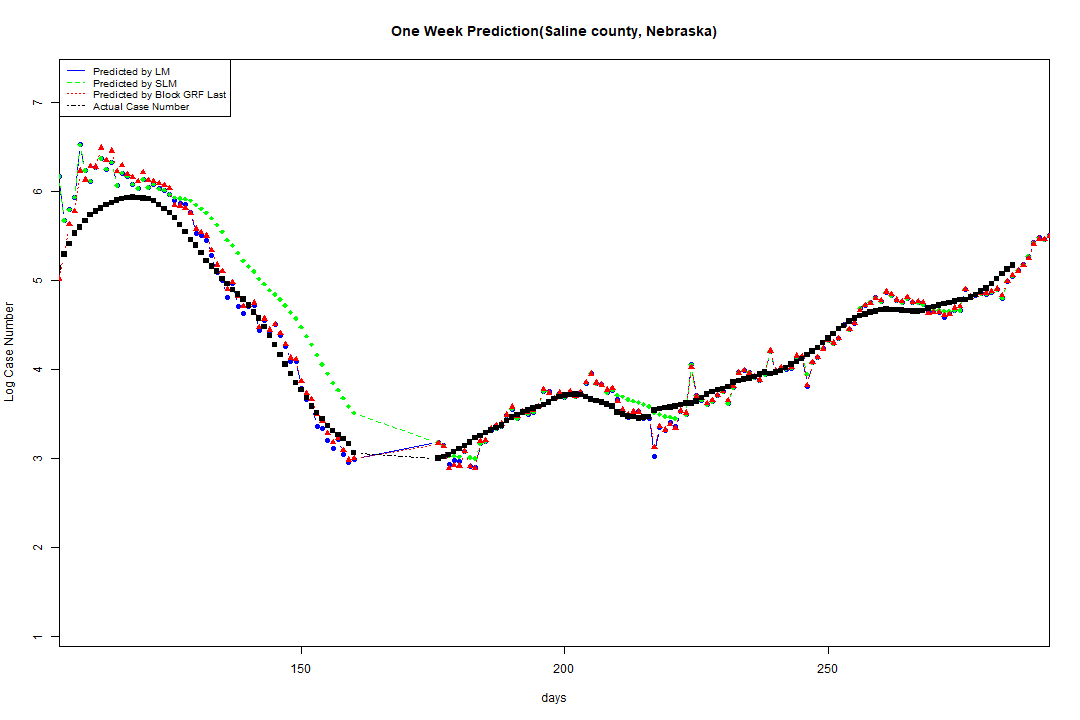 One Week Prediction(Saline county, Nebraska)
Predicted by LM
Predicted by SLM
Predicted by Block GRF Last
Actual Case Number
Log Case Number
7
6
5
4
3
2
1
150
200
250
days